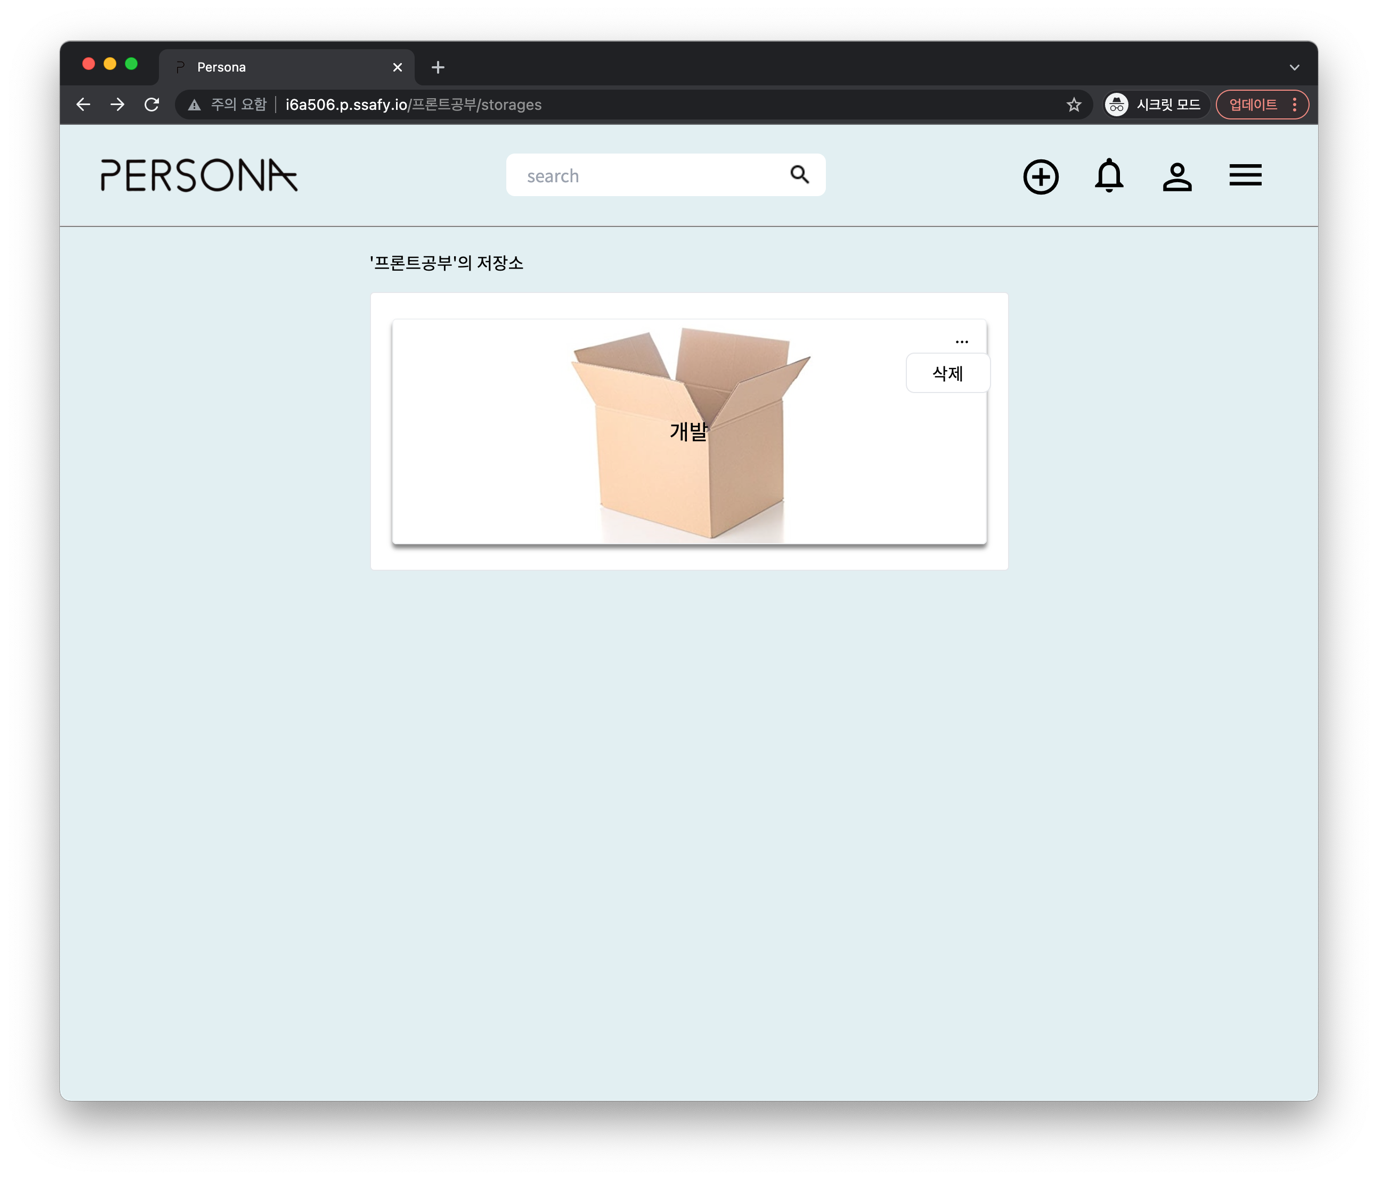 Persona
주의 요함 i6a506.p.ssafy.io/프론트공부/storages 시크릿 모드 업데이트
PERSONA search
'프론트공부'의 저장소
...
삭제
개발